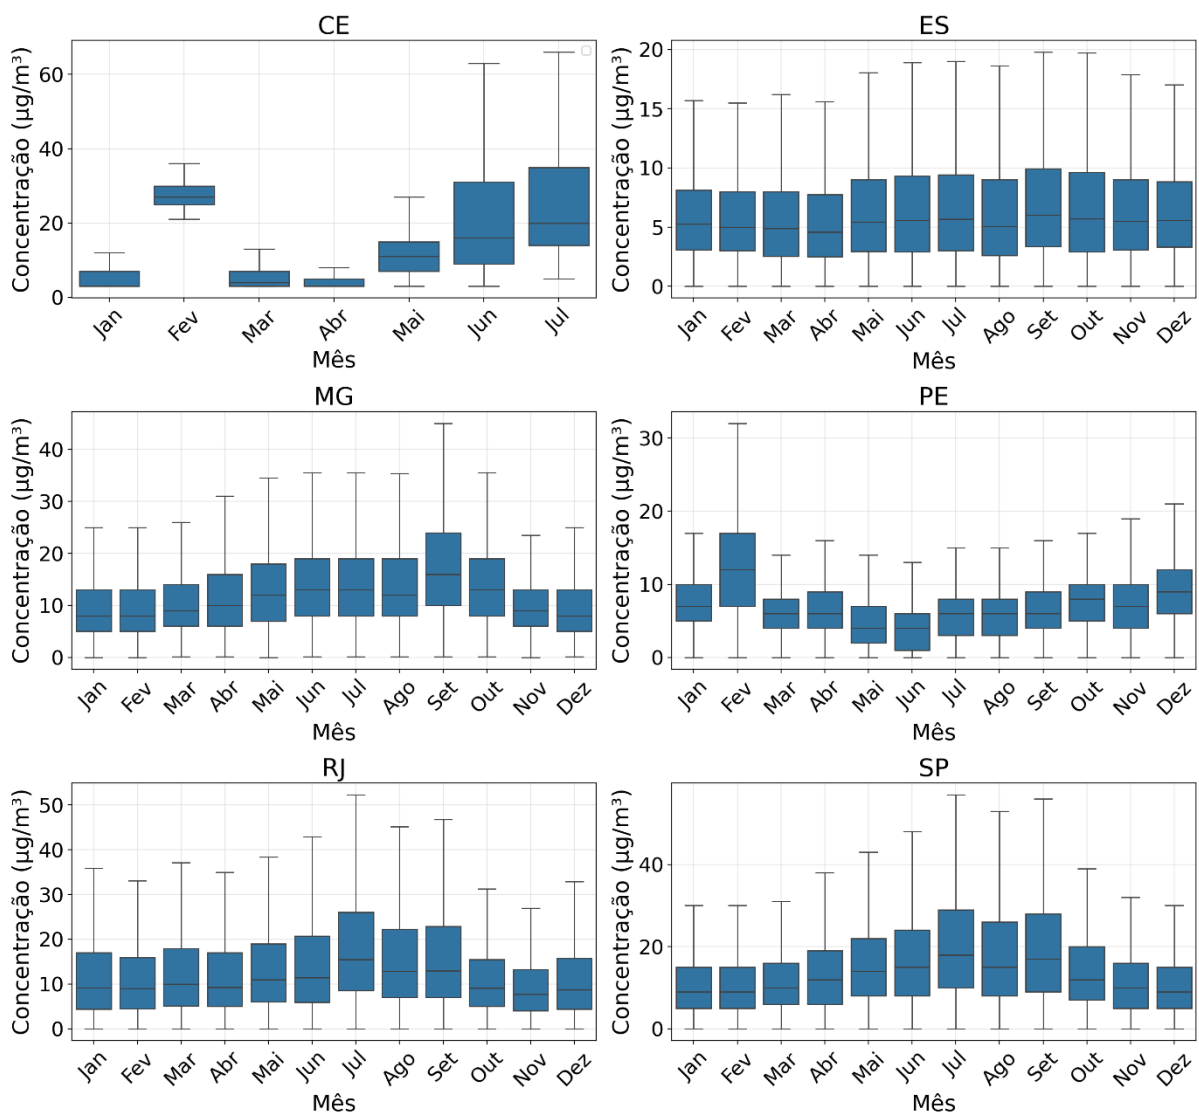 CE
Concentração (μg/m³)
60
40
20
0
Jan Fev Mar Abr Mai Jun Jul
Mês
ES
Concentração (μg/m³)
20
15
10
5
0
Jan Fev Mar Abr Mai Jun Jul Ago Set Out Nov Dez
Mês
MG
Concentração (μg/m³)
40
30
20
10
0
Jan Fev Mar Abr Mai Jun Jul Ago Set Out Nov Dez
Mês
PE
Concentração (μg/m³)
30
20
10
0
Jan Fev Mar Abr Mai Jun Jul Ago Set Out Nov Dez
Mês
RJ
Concentração (μg/m³)
50
40
30
20
10
0
Jan Fev Mar Abr Mai Jun Jul Ago Set Out Nov Dez
Mês
SP
Concentração (μg/m³)
40
20
0
Jan Fev Mar Abr Mai Jun Jul Ago Set Out Nov Dez
Mês